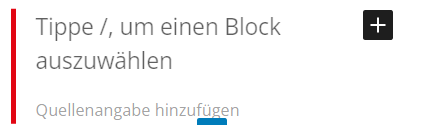 Tippe /, um einen Block
auszuwählen
Quellenangabe hinzufügen